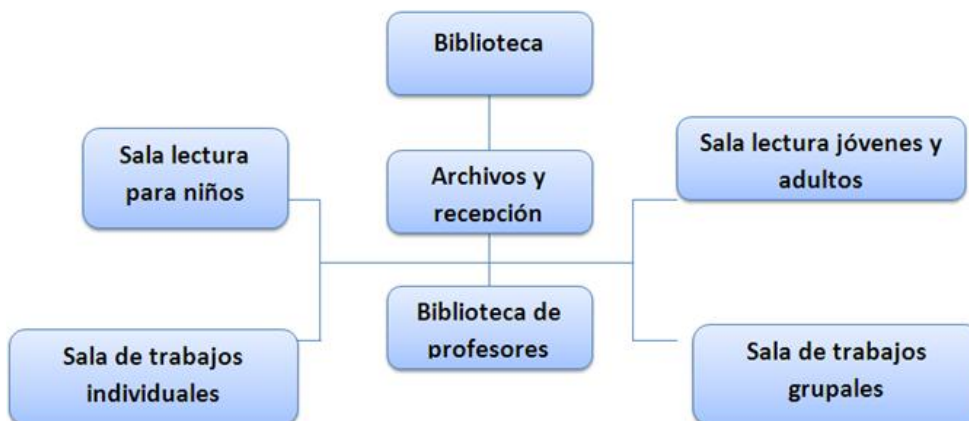 Biblioteca
Sala lectura
para niños
Archivos y
recepción
Sala lectura jóvenes y
adultos
Biblioteca de
profesores
Sala de trabajos
individuales
Sala de trabajos
grupales